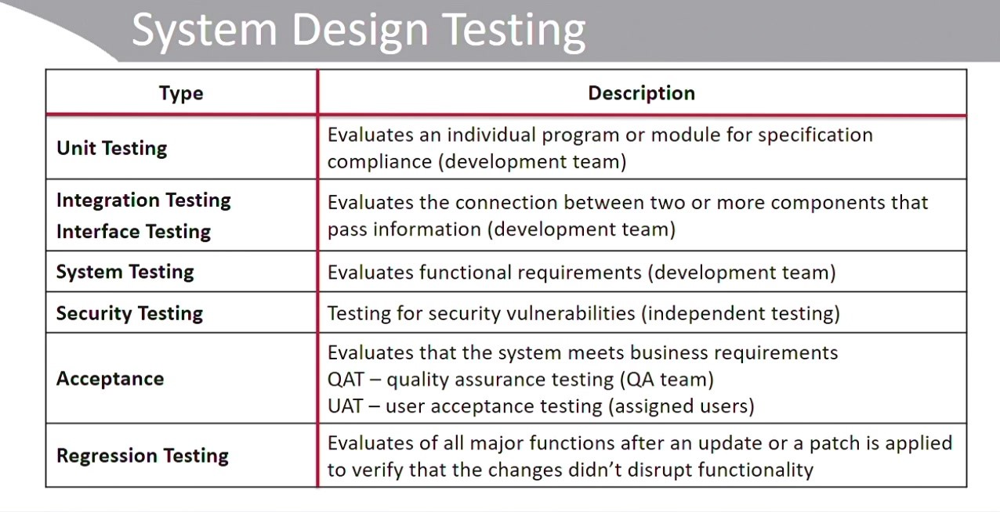 System Design Testing
Type
Description
Unit Testing
Evaluates an individual program or module for specification
compliance (development team)
Integration Testing
Interface Testing
Evaluates the connection between two or more components that
pass information (development team)
System Testing
Evaluates functional requirements (development team)
Security Testing
Testing for security vulnerabilities (independent testing)
Acceptance
Evaluates that the system meets business requirements
QAT – quality assurance testing (QA team)
UAT – user acceptance testing (assigned users)
Regression Testing
Evaluates of all major functions after an update or a patch is applied
to verify that the changes didn’t disrupt functionality